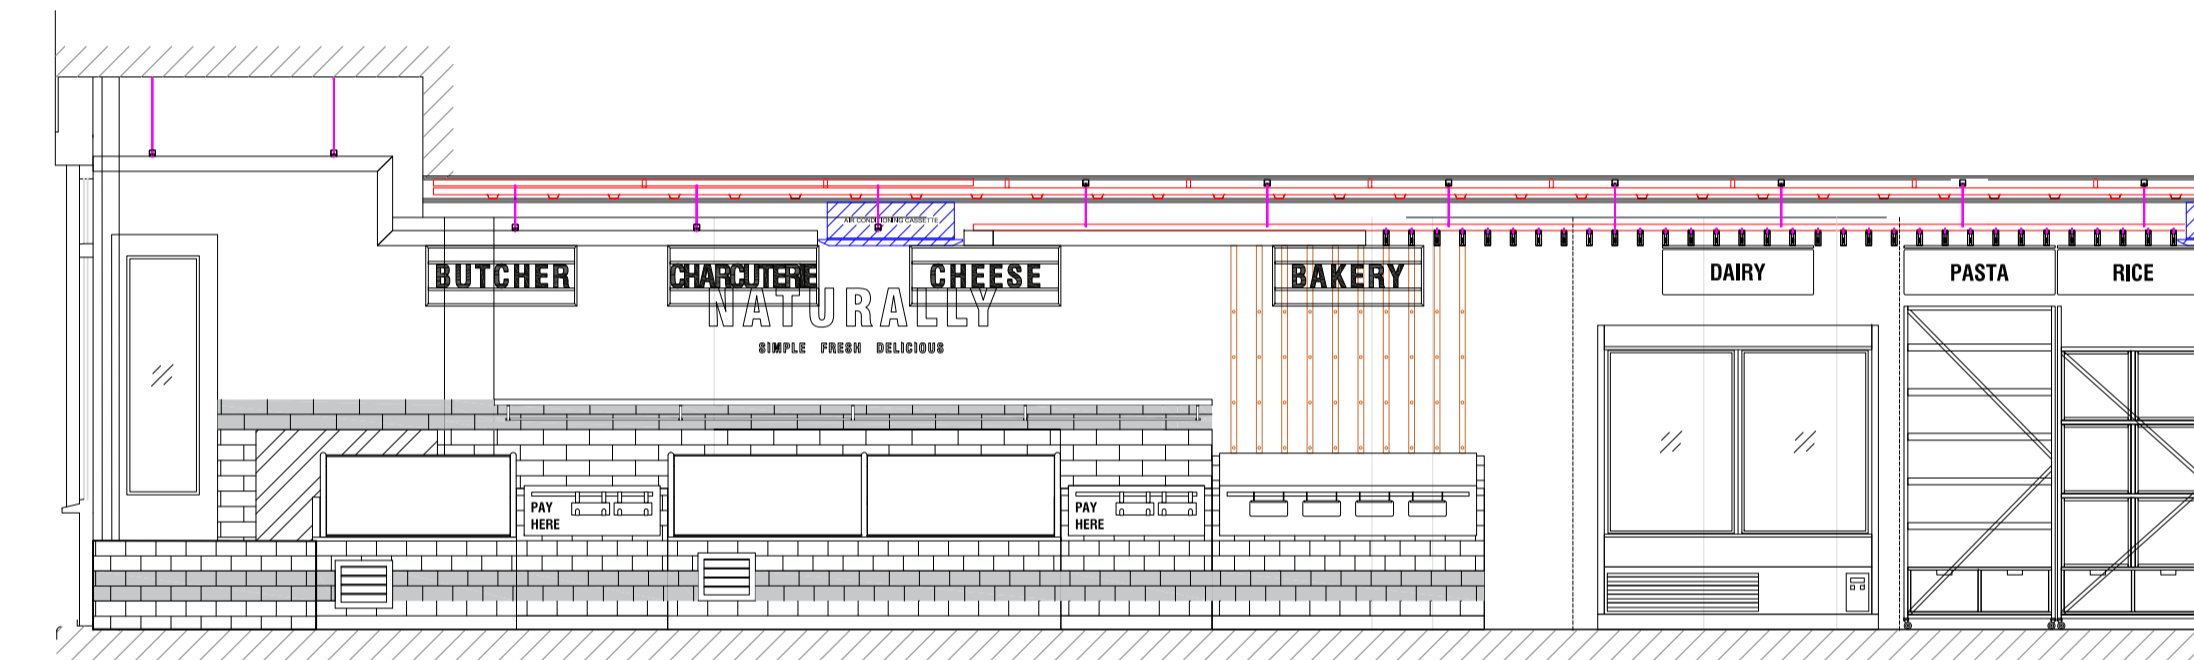 AIR CONDITIONING CASSETTE
BUTCHER
CHARCUTERIE
CHEESE
BAKERY
DAIRY
PASTA
RICE
NATURALLY
SIMPLE FRESH DELICIOUS
PAY
HERE
PAY
HERE